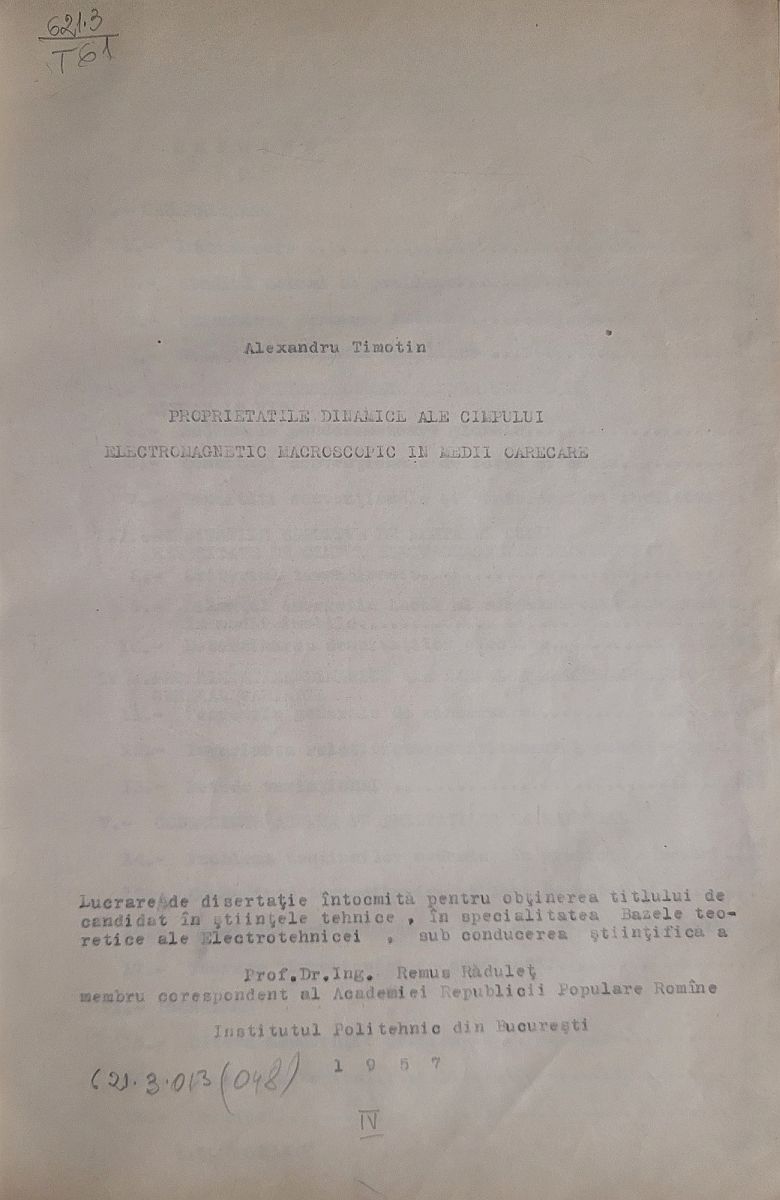 621.3
T61
Alexandru Timotin
PROPRIETATILE DINAMICE ALE CIMPULUI
ELECTROMAGNETIC MACROSCOPIC IN MEDII OARECARE
Lucrare de disertaţie întocmită pentru obţinerea titlului de
candidat în ştiinţele tehnice , în specialitatea Bazele teo-
retice ale Electrotehnicei , sub conducerea ştiinţifică a
Prof.Dr.Ing. Remus Răduleţ
membru corespondent al Academiei Republicii Populare Romîne
Institutul Politehnic din Bucureşti
1 9 5 7
621.3.013(048)
IV